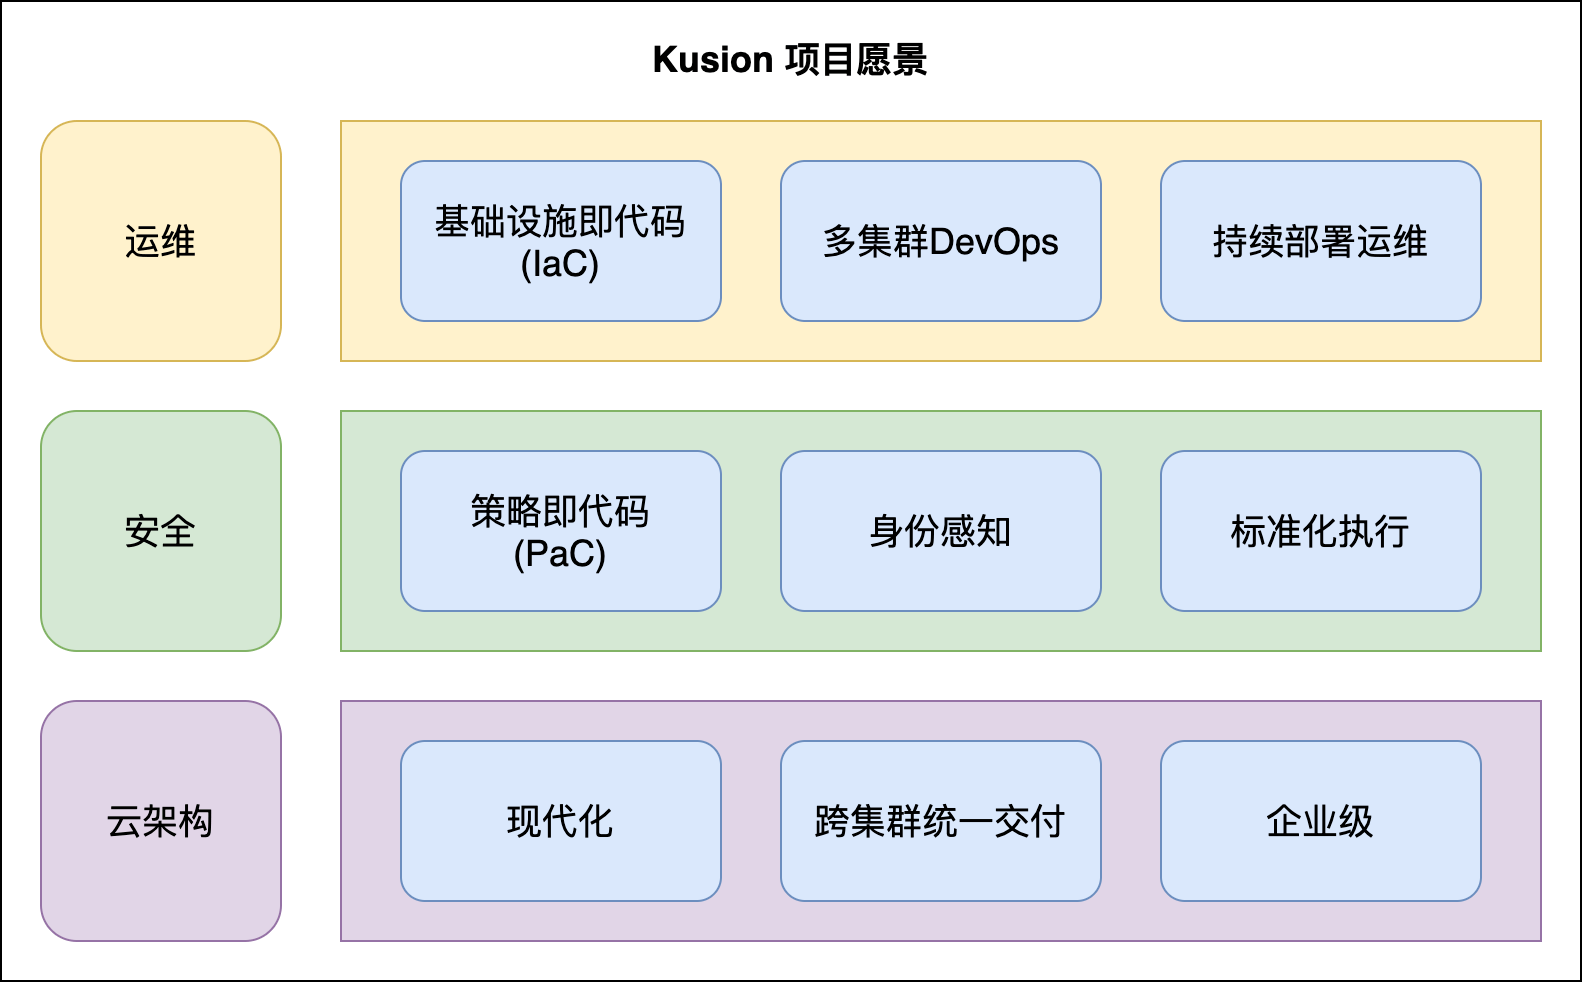 Kusion 项目愿景
运维
基础设施即代码
(IaC)
多集群DevOps
持续部署运维
安全
策略即代码
(PaC)
身份感知
标准化执行
云架构
现代化
跨集群统一交付
企业级